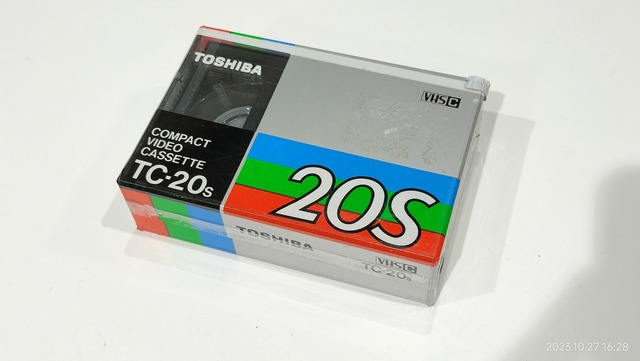 TOSHIBA
VHS C
COMPACT
VIDEO
CASSETTE
TC-20s
20S
TOSHIBA
VHS C
TC-20s
2023.10.27 16:28